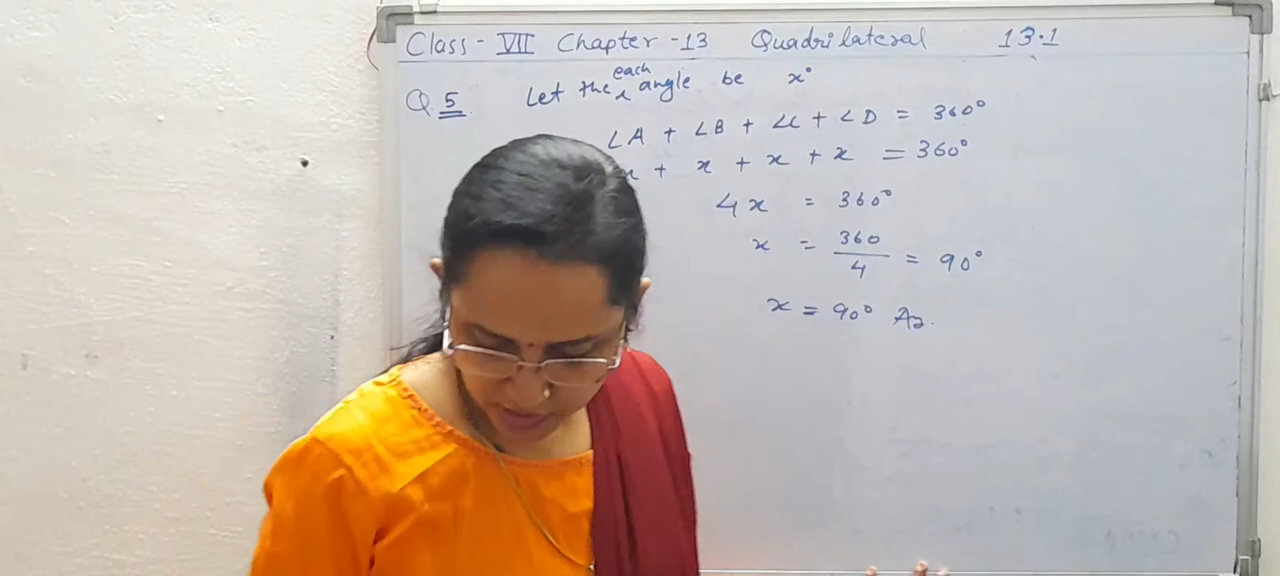 Class - VII Chapter - 13 Quadrilateral 13.1
Q.5 Let the each angle be x°
∠A + ∠B + ∠C + ∠D = 360°
x + x + x + x = 360°
4x = 360°
x = 360/4 = 90°
x = 90° As.